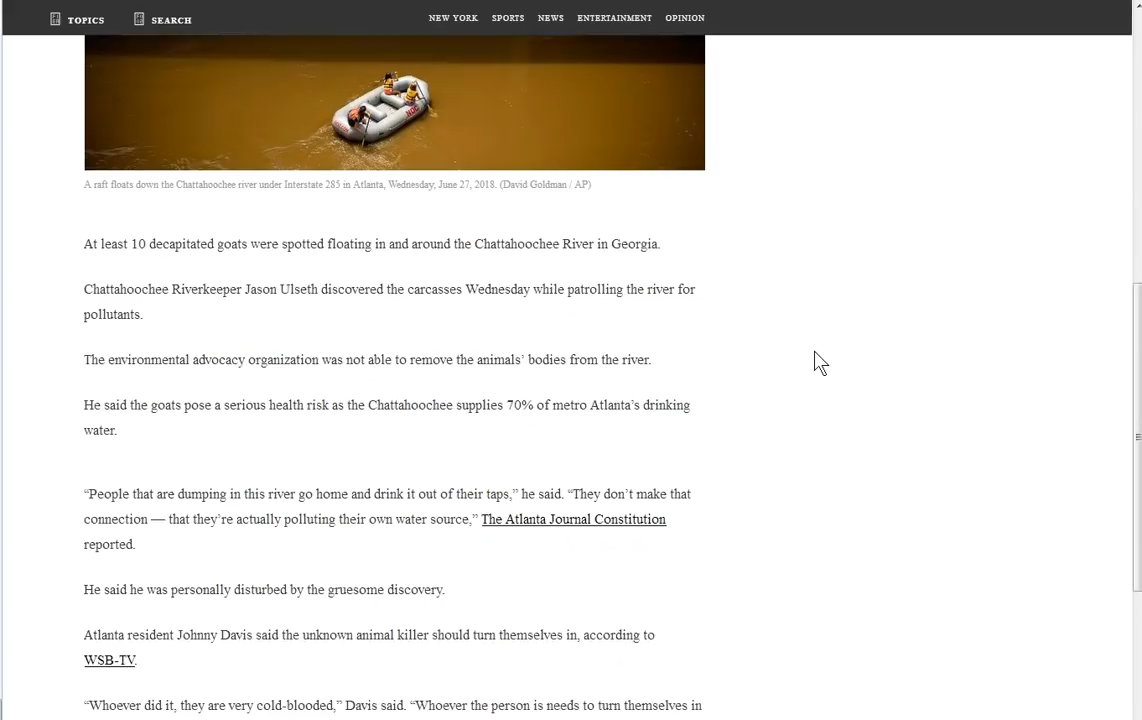 TOPICS
SEARCH
NEW YORK
SPORTS
NEWS
ENTERTAINMENT
OPINION
A raft floats down the Chattahoochee river under Interstate 285 in Atlanta, Wednesday, June 27, 2018. (David Goldman / AP)
At least 10 decapitated goats were spotted floating in and around the Chattahoochee River in Georgia.
Chattahoochee Riverkeeper Jason Ulseth discovered the carcasses Wednesday while patrolling the river for
pollutants.
The environmental advocacy organization was not able to remove the animals’ bodies from the river.
He said the goats pose a serious health risk as the Chattahoochee supplies 70% of metro Atlanta’s drinking
water.
“People that are dumping in this river go home and drink it out of their taps,” he said. “They don’t make that
connection — that they’re actually polluting their own water source,” The Atlanta Journal Constitution
reported.
He said he was personally disturbed by the gruesome discovery.
Atlanta resident Johnny Davis said the unknown animal killer should turn themselves in, according to
WSB-TV.
“Whoever did it, they are very cold-blooded,” Davis said. “Whoever the person is needs to turn themselves in